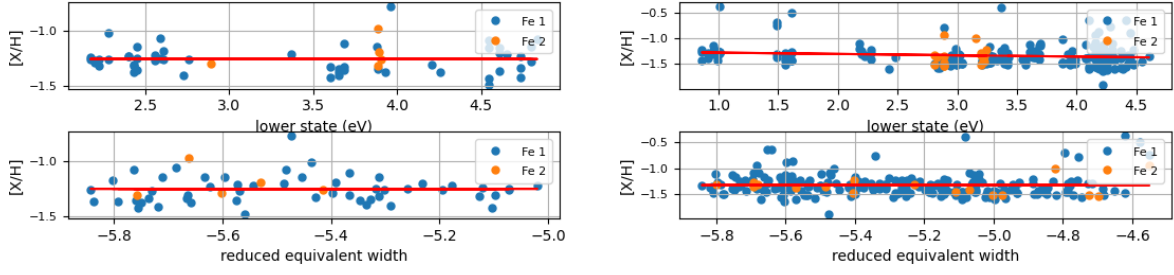 [X/H]
−1.0
−1.5
2.5 3.0 3.5 4.0 4.5
lower state (eV)
Fe 1
Fe 2
[X/H]
−0.5
−1.0
−1.5
1.0 1.5 2.0 2.5 3.0 3.5 4.0 4.5
lower state (eV)
Fe 1
Fe 2
[X/H]
−1.0
−1.5
−5.8 −5.6 −5.4 −5.2 −5.0
reduced equivalent width
Fe 1
Fe 2
[X/H]
−0.5
−1.0
−1.5
−5.8 −5.6 −5.4 −5.2 −5.0 −4.8 −4.6
reduced equivalent width
Fe 1
Fe 2